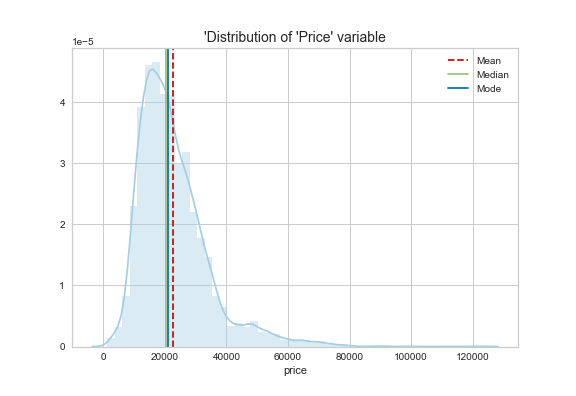 'Distribution of 'Price' variable
1e−5
Mean
Median
Mode
4
3
2
1
0
0 20000 40000 60000 80000 100000 120000
price